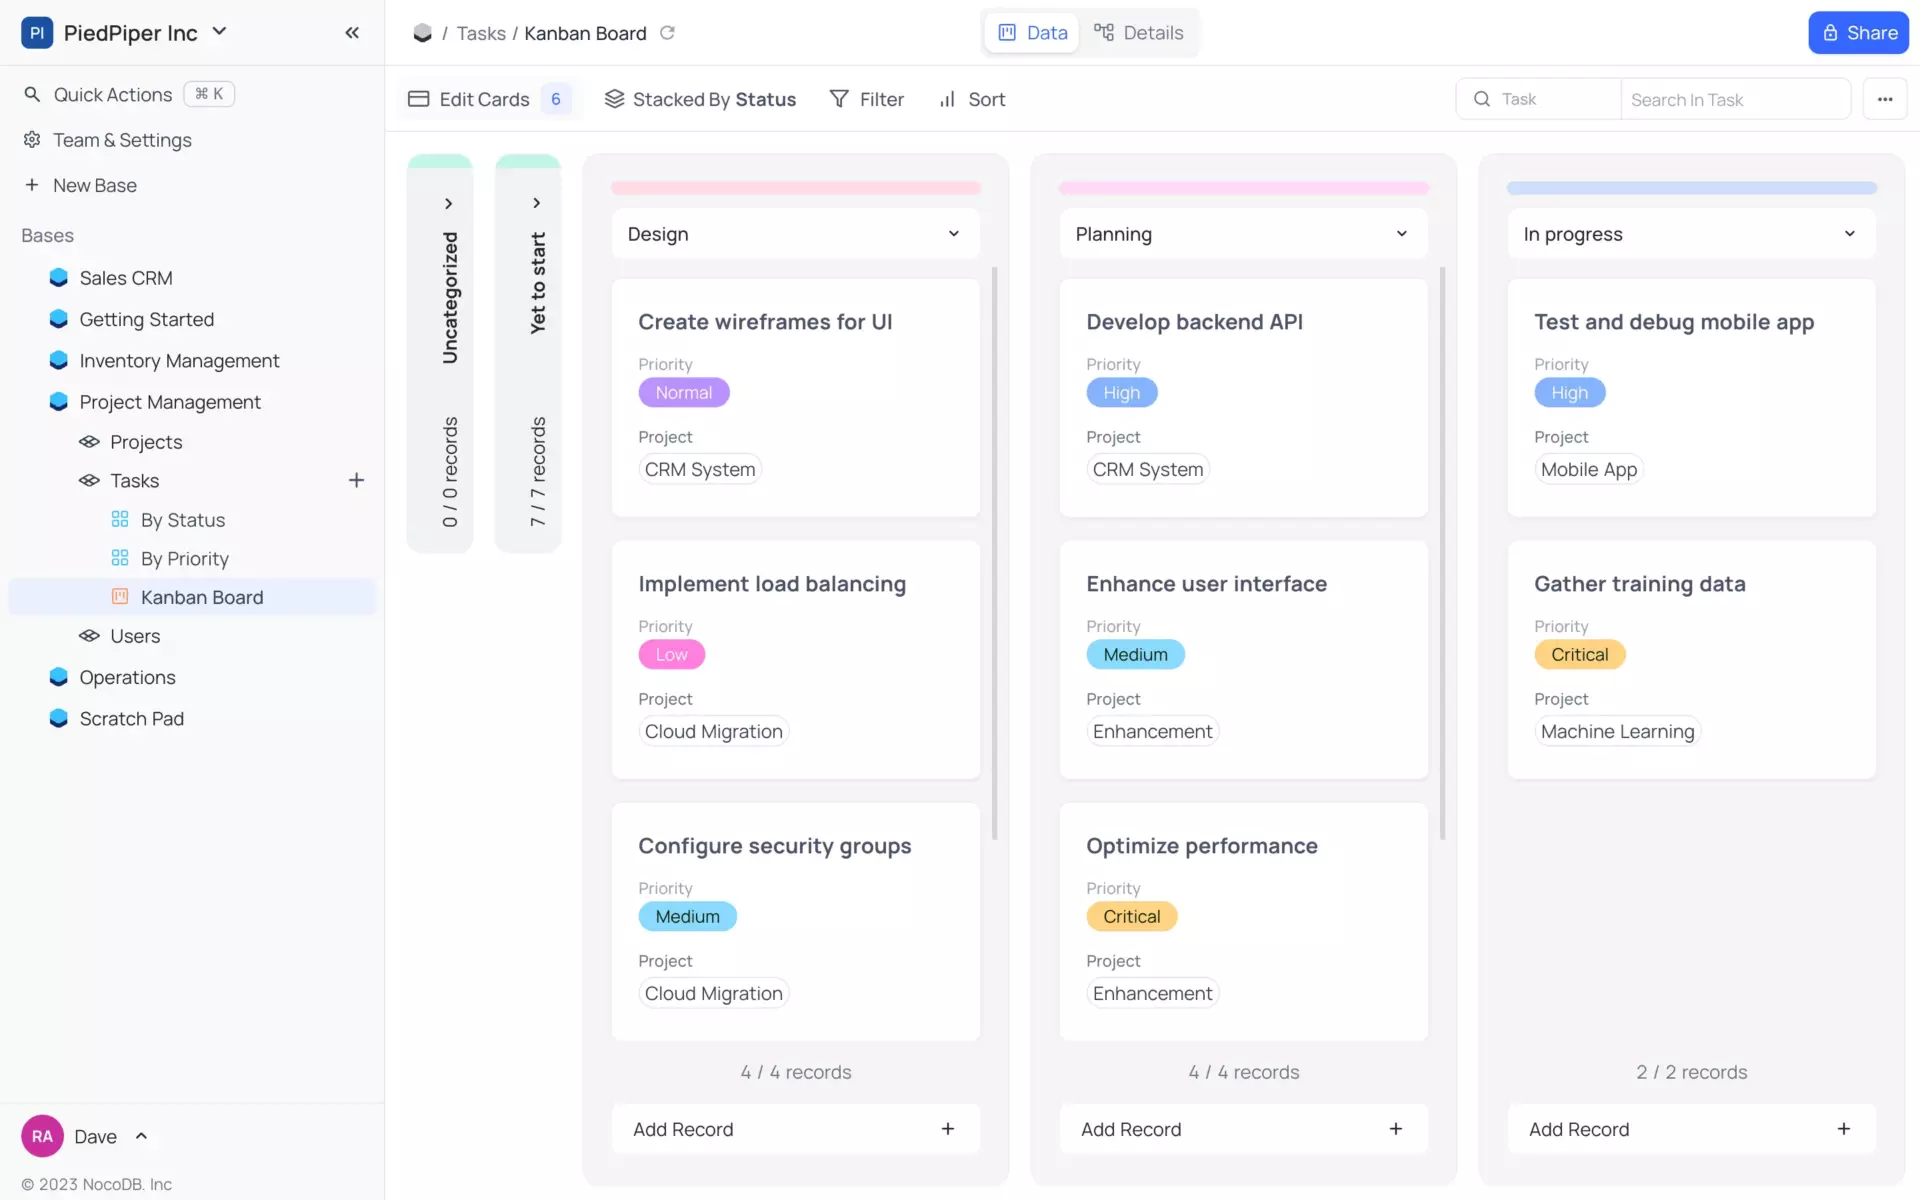 PI PiedPiper Inc
Quick Actions ⌘ K
Team & Settings
New Base
Bases
Sales CRM
Getting Started
Inventory Management
Project Management
Projects
Tasks
By Status
By Priority
Kanban Board
Users
Operations
Scratch Pad
RA Dave
© 2023 NocoDB. Inc
/ Tasks / Kanban Board
Data
Details
Share
Edit Cards 6
Stacked By Status
Filter
Sort
Task
Search In Task
Uncategorized
0 / 0 records
Yet to start
7 / 7 records
Design
Create wireframes for UI
Priority
Normal
Project
CRM System
Implement load balancing
Priority
Low
Project
Cloud Migration
Configure security groups
Priority
Medium
Project
Cloud Migration
4 / 4 records
Add Record
Planning
Develop backend API
Priority
High
Project
CRM System
Enhance user interface
Priority
Medium
Project
Enhancement
Optimize performance
Priority
Critical
Project
Enhancement
4 / 4 records
Add Record
In progress
Test and debug mobile app
Priority
High
Project
Mobile App
Gather training data
Priority
Critical
Project
Machine Learning
2 / 2 records
Add Record